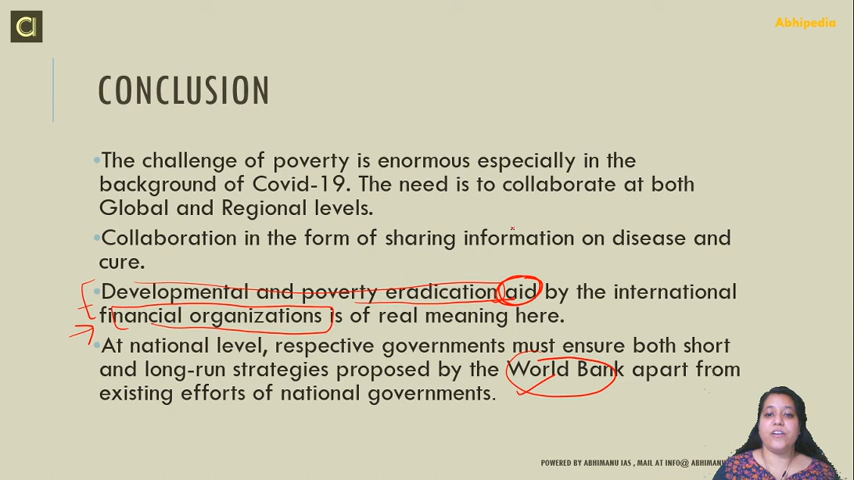 Abhipedia
CONCLUSION
•The challenge of poverty is enormous especially in the
background of Covid-19. The need is to collaborate at both
Global and Regional levels.
•Collaboration in the form of sharing information on disease and
cure.
•Developmental and poverty eradication aid by the international
financial organizations is of real meaning here.
•At national level, respective governments must ensure both short
and long-run strategies proposed by the World Bank apart from
existing efforts of national governments.
POWERED BY ABHIMANU IAS , MAIL AT INFO@ ABHIMANU